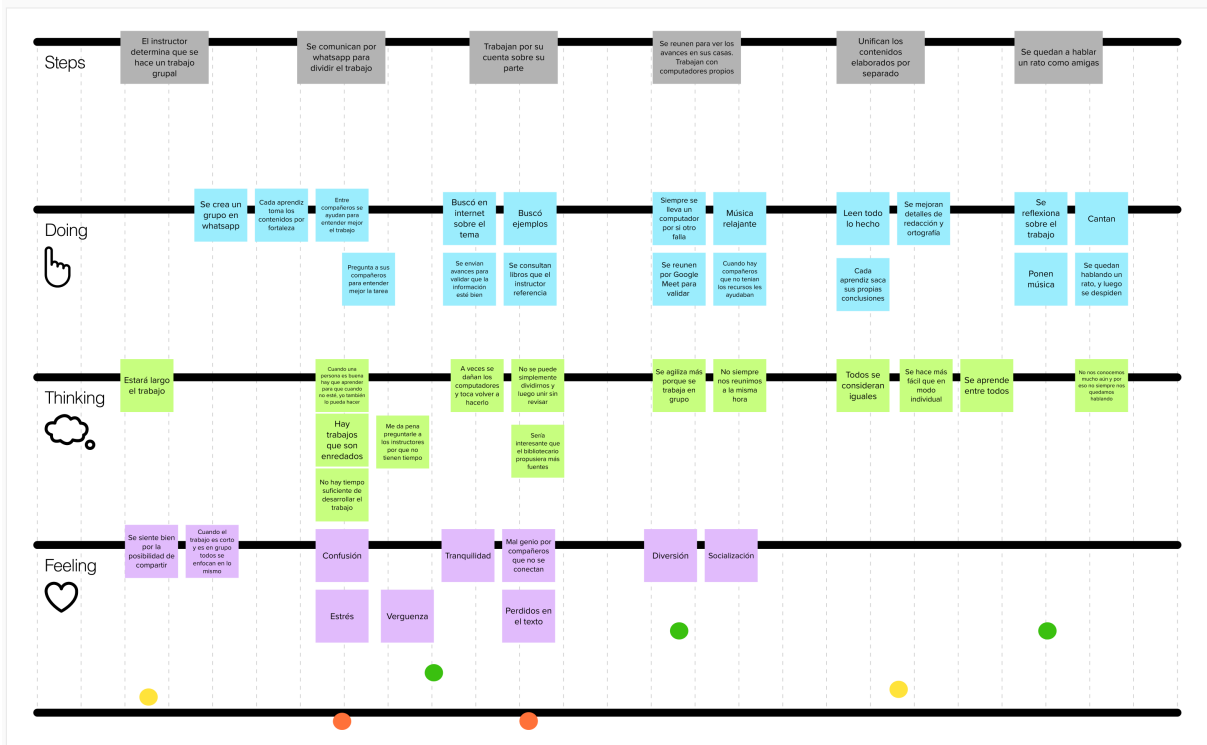 Steps
El instructor
determina que se
hace un trabajo
grupal
Se comunican por
whatsapp para
dividir el trabajo
Trabajan por su
cuenta sobre su
parte
Se reunen para ver los
avances en sus casas.
Trabajan con
computadores propios
Unifican los
contenidos
elaborados por
separado
Se quedan a hablar
un rato como amigas
Doing
Se crea un
grupo en
whatsapp
Cada aprendiz
toma los
contenidos por
fortaleza
Entre
compañeros se
ayudan para
entender mejor
el trabajo
Pregunta a sus
compañeros
para entender
mejor la tarea
Buscó en
internet
sobre el
tema
Buscó
ejemplos
Se envian
avances para
validar que la
información
esté bien
Se consultan
libros que el
instructor
referencia
Siempre se
lleva un
computador
por si otro
falla
Música
relajante
Se reunen
por Google
Meet para
validar
Cuando hay
compañeros
que no tenían
los recursos les
ayudaban
Leen todo
lo hecho
Se mejoran
detalles de
redacción y
ortografía
Cada
aprendiz saca
sus propias
conclusiones
Se
reflexiona
sobre el
trabajo
Cantan
Ponen
música
Se quedan
hablando un
rato, y luego
se despiden
Thinking
Estará largo
el trabajo
Cuando una
persona es buena
hay que aprender
para que cuando
no esté, yo también
lo pueda hacer
Hay
trabajos
que son
enredados
Me da pena
preguntarle a
los instructores
por que no
tienen tiempo
No hay tiempo
suficiente de
desarrollar el
trabajo
A veces se
dañan los
computadores
y toca volver a
hacerlo
No se puede
simplemente
dividirnos y
luego unir sin
revisar
Sería
interesante que
el bibliotecario
propusiera más
fuentes
Se agiliza más
porque se
trabaja en
grupo
No siempre
nos reunimos
a la misma
hora
Todos se
consideran
iguales
Se hace más
fácil que en
modo
individual
Se aprende
entre todos
No nos conocemos
mucho aún y por
eso no siempre nos
quedamos
hablando
Feeling
Se siente bien
por la
posibilidad de
compartir
Cuando el
trabajo es corto
y es en grupo
todos se
enfocan en lo
mismo
Confusión
Estrés
Verguenza
Tranquilidad
Mal genio por
compañeros
que no se
conectan
Perdidos en
el texto
Diversión
Socialización